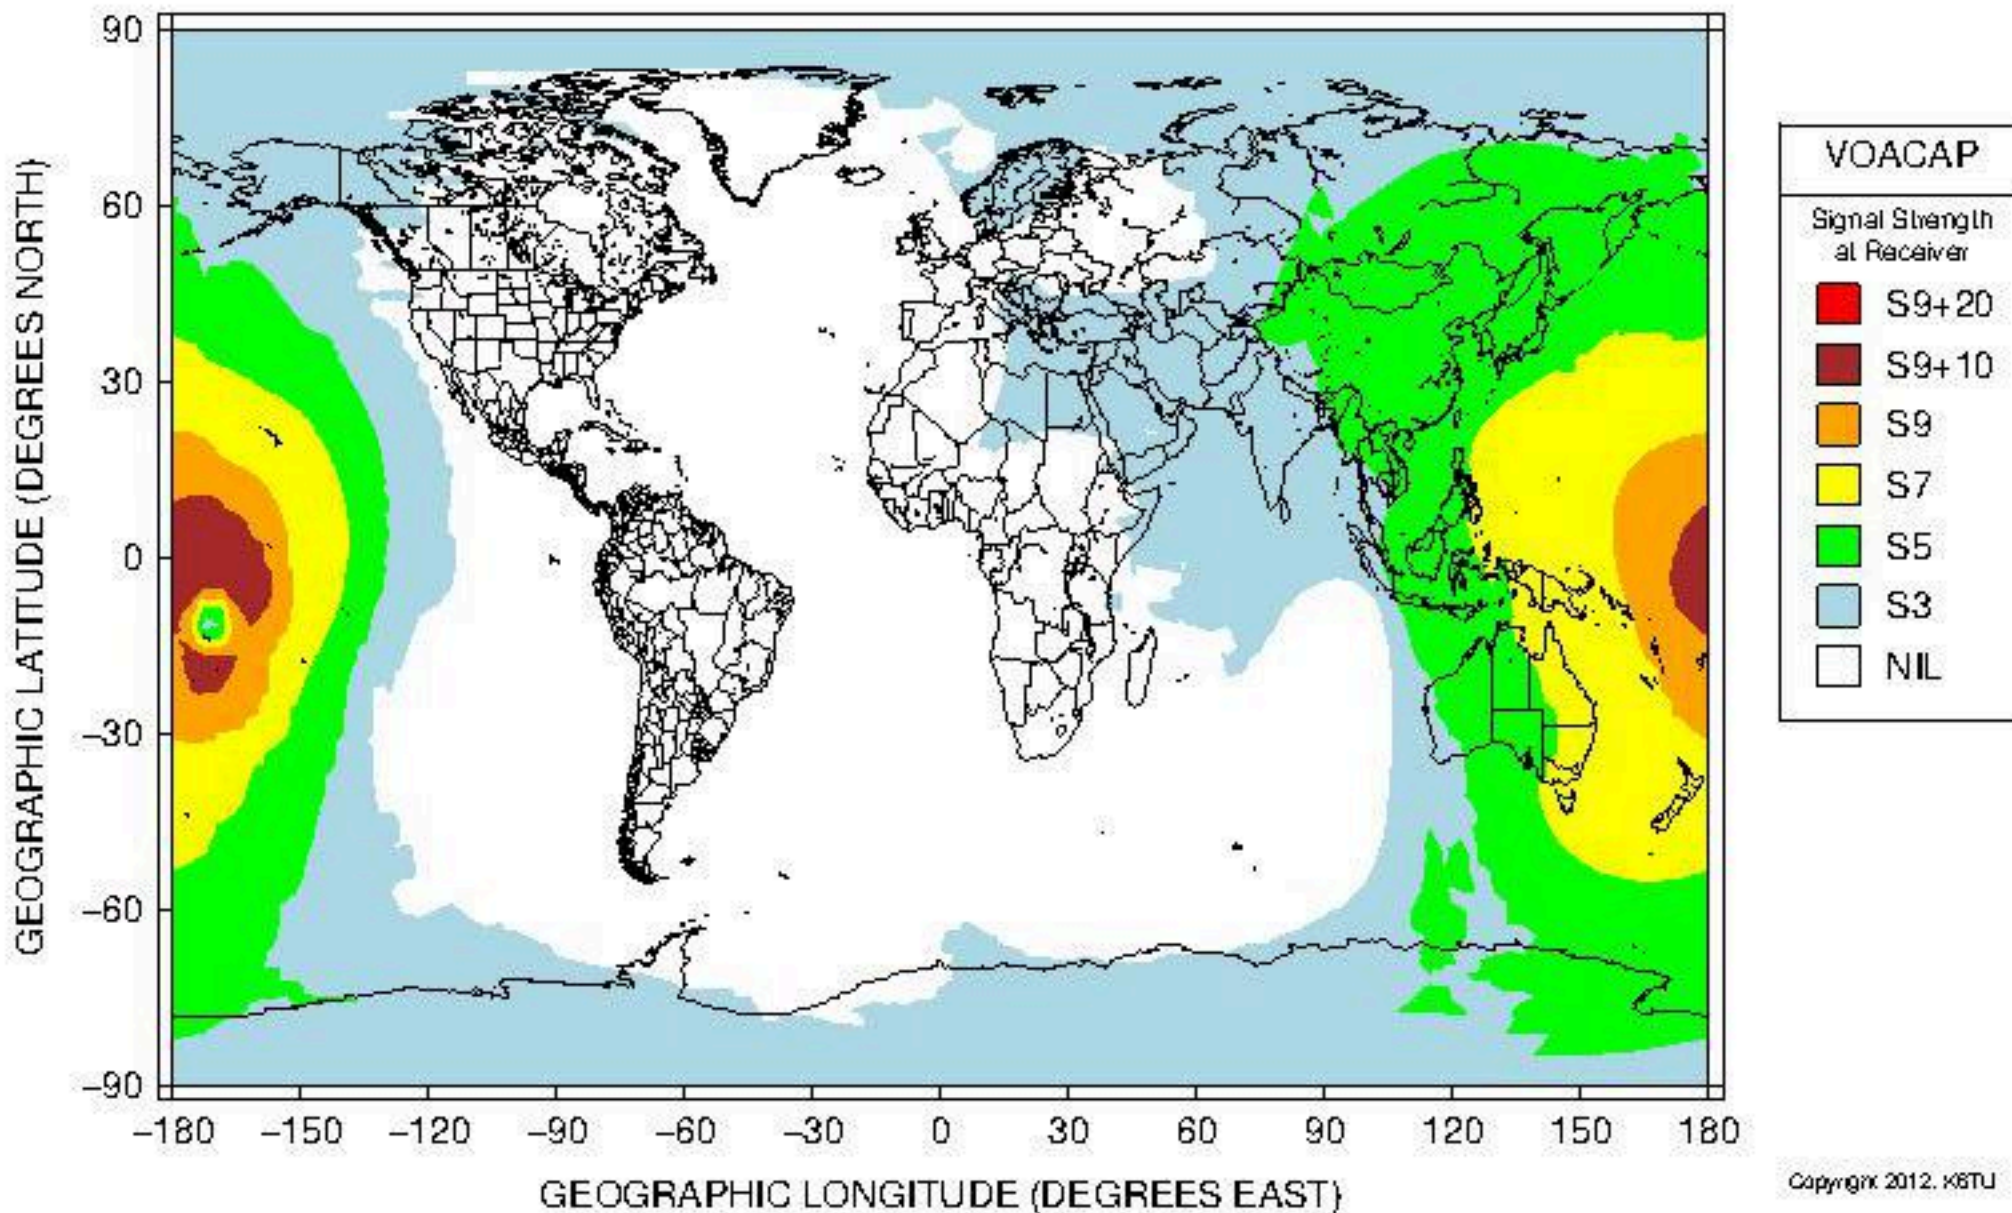 90
60
30
0
−30
−60
−90
GEOGRAPHIC LATITUDE (DEGREES NORTH)
−180 −150 −120 −90 −60 −30 0 30 60 90 120 150 180
GEOGRAPHIC LONGITUDE (DEGREES EAST)
VOACAP
Signal Strength
at Receiver
S9+20
S9+10
S9
S7
S5
S3
NIL
Copyright 2012, K6TU